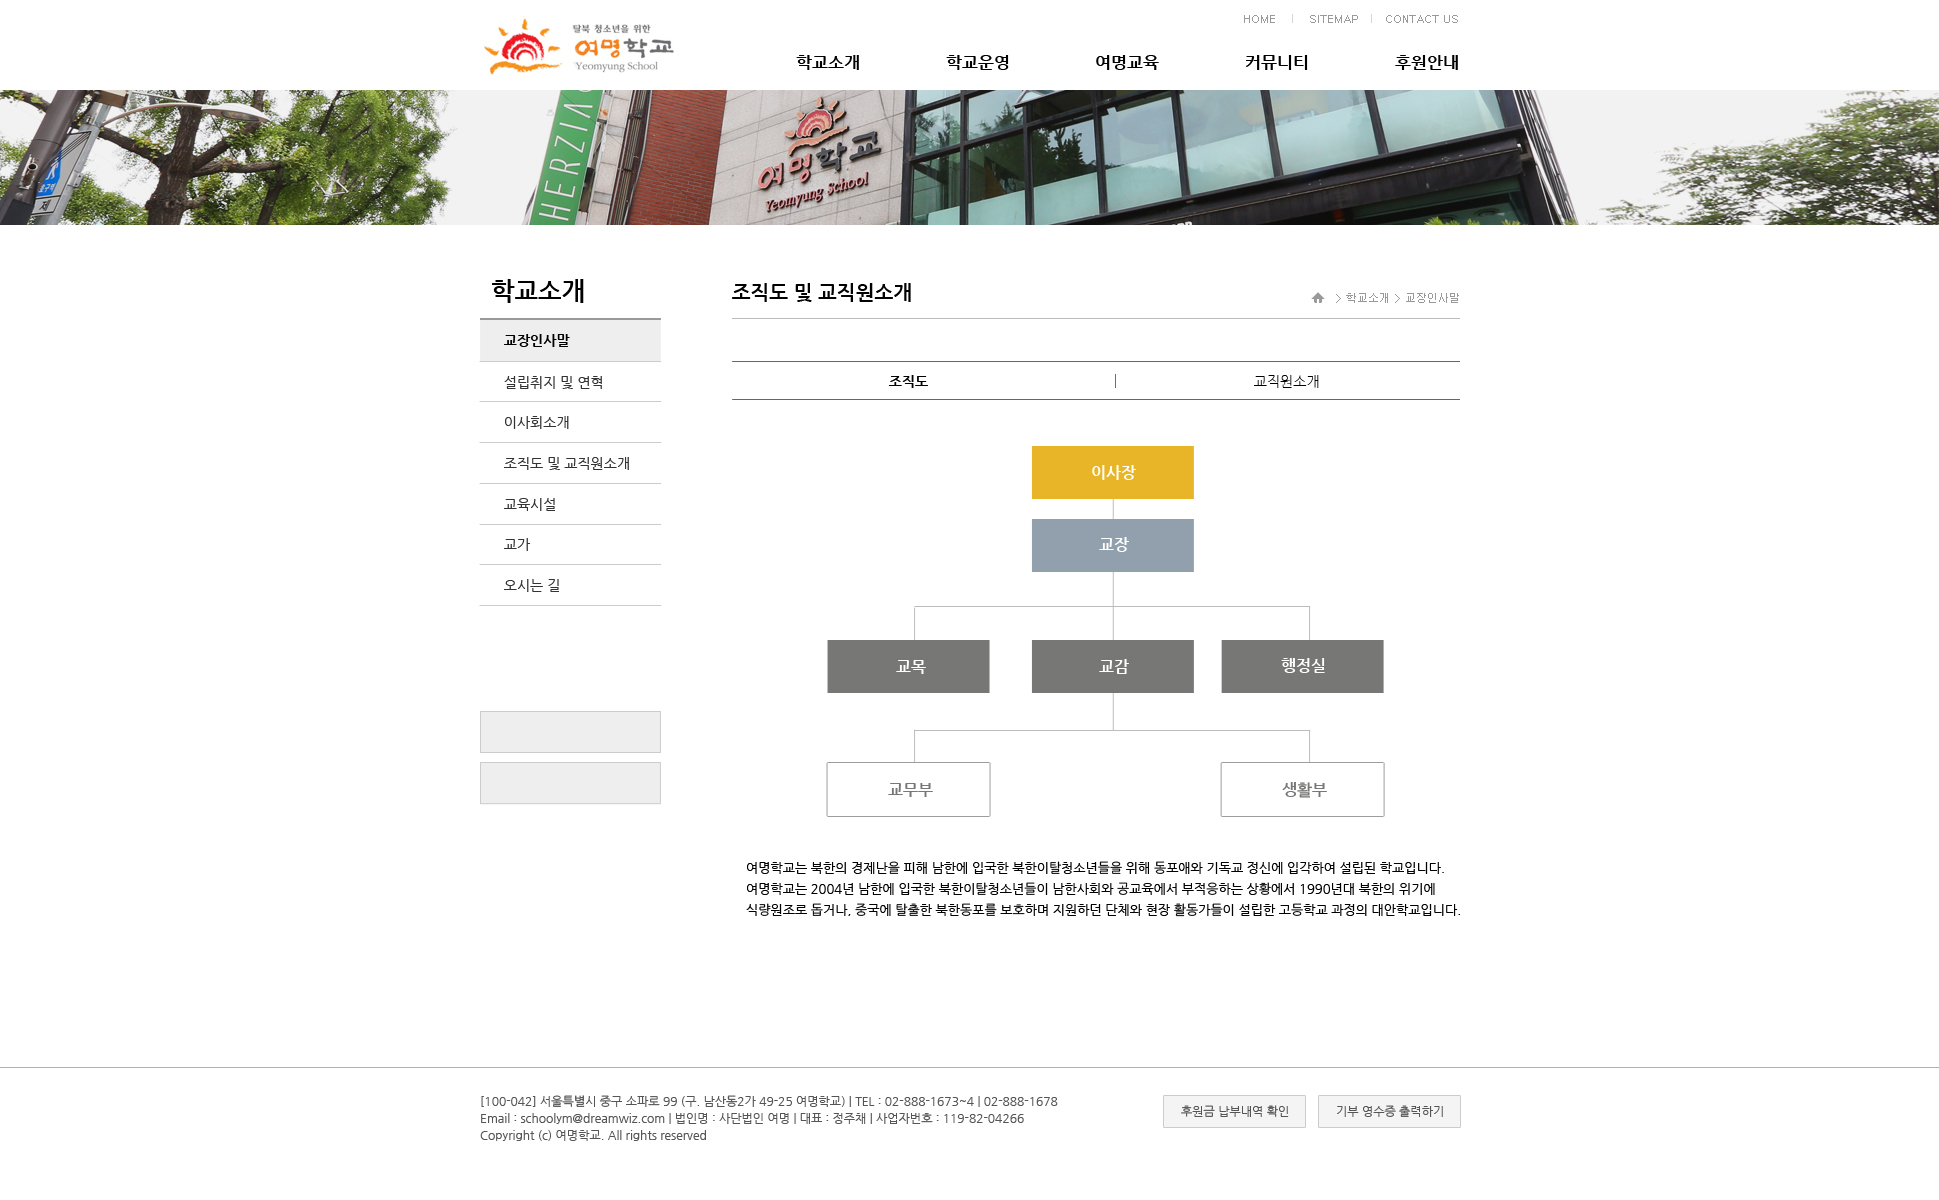 탈북 청소년을 위한
여명학교
Yeomyung School
HOME
SITEMAP
CONTACT US
학교소개
학교운영
여명교육
커뮤니티
후원안내
HERZIA
여명학교
Yeomyung School
학교소개
교장인사말
설립취지 및 연혁
이사회소개
조직도 및 교직원소개
교육시설
교가
오시는 길
조직도 및 교직원소개
> 학교소개 > 교장인사말
조직도 | 교직원소개
이사장
교장
교목
교감
행정실
교무부
생활부
여명학교는 북한의 경제난을 피해 남한에 입국한 북한이탈청소년들을 위해 동포애와 기독교 정신에 입각하여 설립된 학교입니다.
여명학교는 2004년 남한에 입국한 북한이탈청소년들이 남한사회와 공교육에서 부적응하는 상황에서 1990년대 북한의 위기에
식량원조로 돕거나, 중국에 탈출한 북한동포를 보호하며 지원하던 단체와 현장 활동가들이 설립한 고등학교 과정의 대안학교입니다.
[100-042] 서울특별시 중구 소파로 99 (구. 남산동2가 49-25 여명학교) | TEL : 02-888-1673~4 | 02-888-1678
Email : schoolym@dreamwiz.com | 법인명 : 사단법인 여명 | 대표 : 정주채 | 사업자번호 : 119-82-04266
Copyright (c) 여명학교. All rights reserved
후원금 납부내역 확인
기부 영수증 출력하기